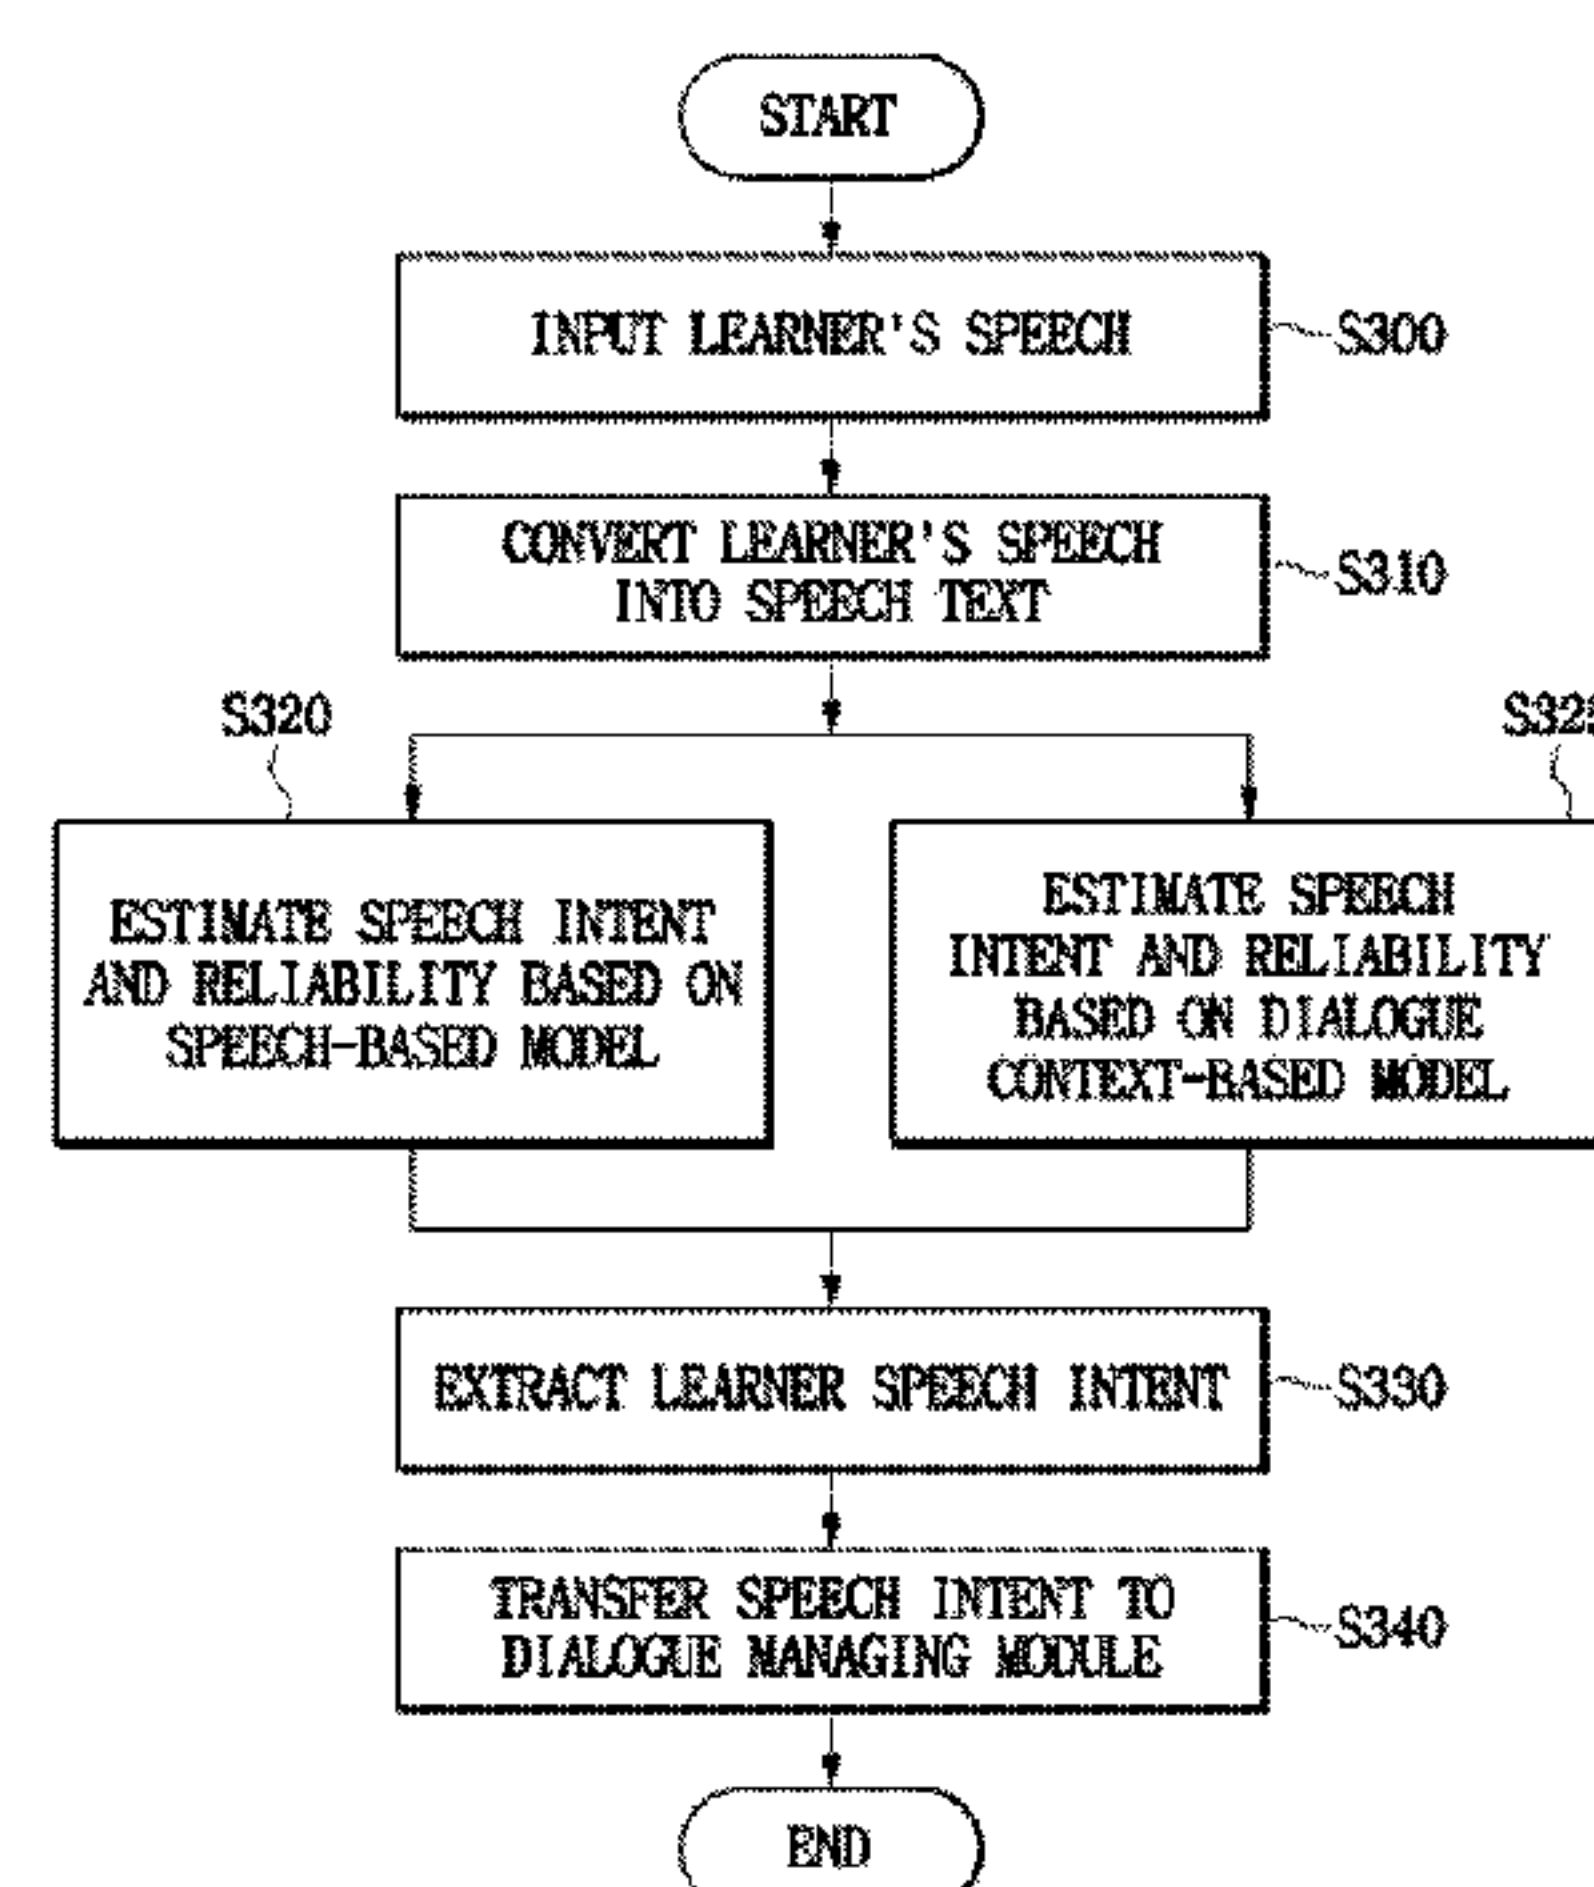 START
INPUT LEARNER'S SPEECH
S300
CONVERT LEARNER'S SPEECH
INTO SPEECH TEXT
S310
S320
ESTIMATE SPEECH INTENT
AND RELIABILITY BASED ON
SPEECH-BASED MODEL
ESTIMATE SPEECH
INTENT AND RELIABILITY
BASED ON DIALOGUE
CONTEXT-BASED MODEL
EXTRACT LEARNER SPEECH INTENT
S330
TRANSFER SPEECH INTENT TO
DIALOGUE MANAGING MODULE
S340
END